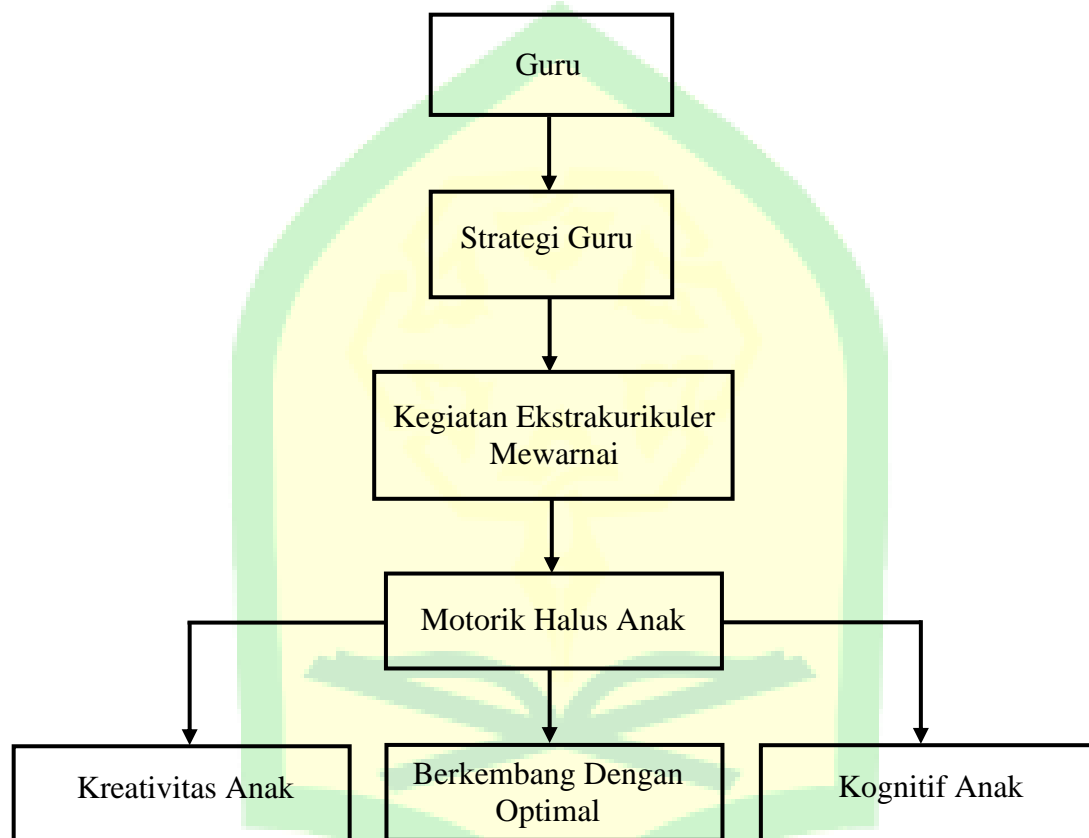 Guru
Strategi Guru
Kegiatan Ekstrakurikuler
Mewarnai
Motorik Halus Anak
Kreativitas Anak
Berkembang Dengan
Optimal
Kognitif Anak